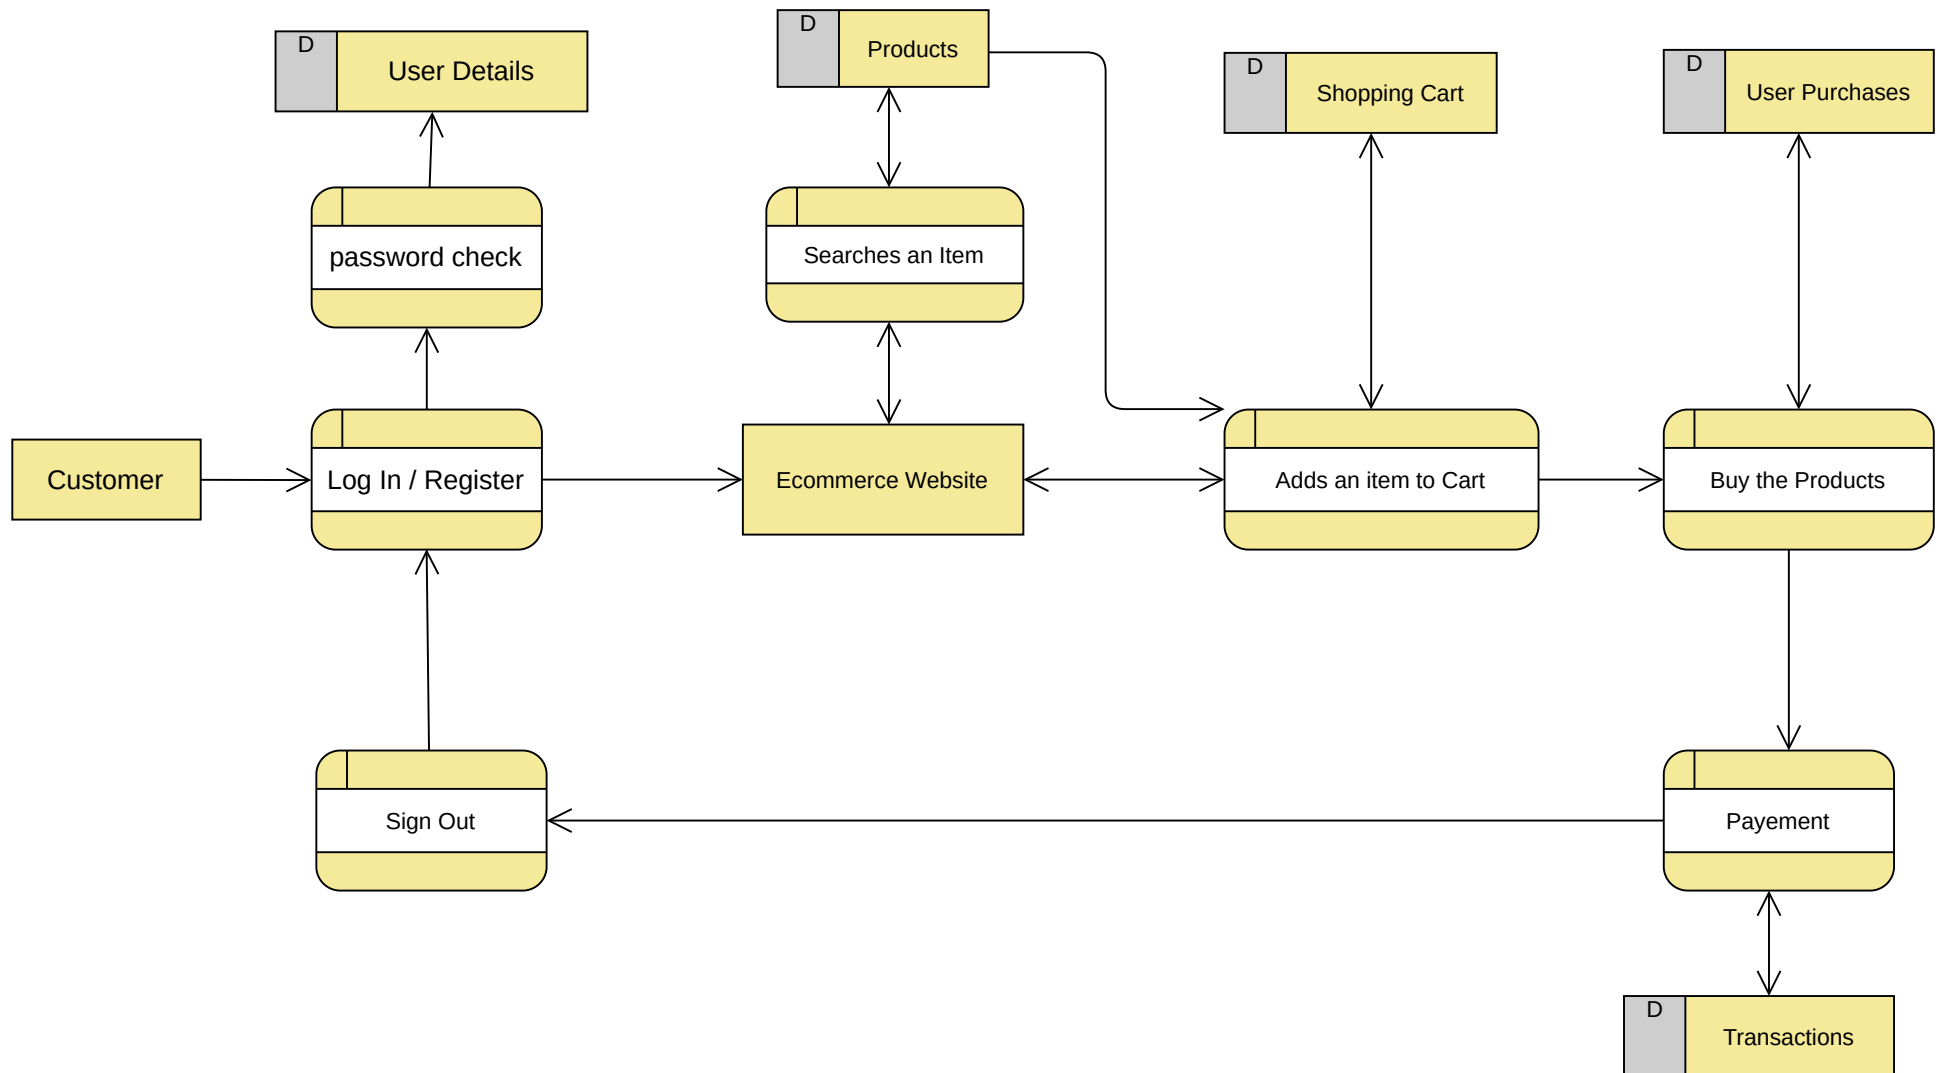 D
User Details
D
Products
D
Shopping Cart
D
User Purchases
password check
Searches an Item
Customer
Log In / Register
Ecommerce Website
Adds an item to Cart
Buy the Products
Sign Out
Payement
D
Transactions